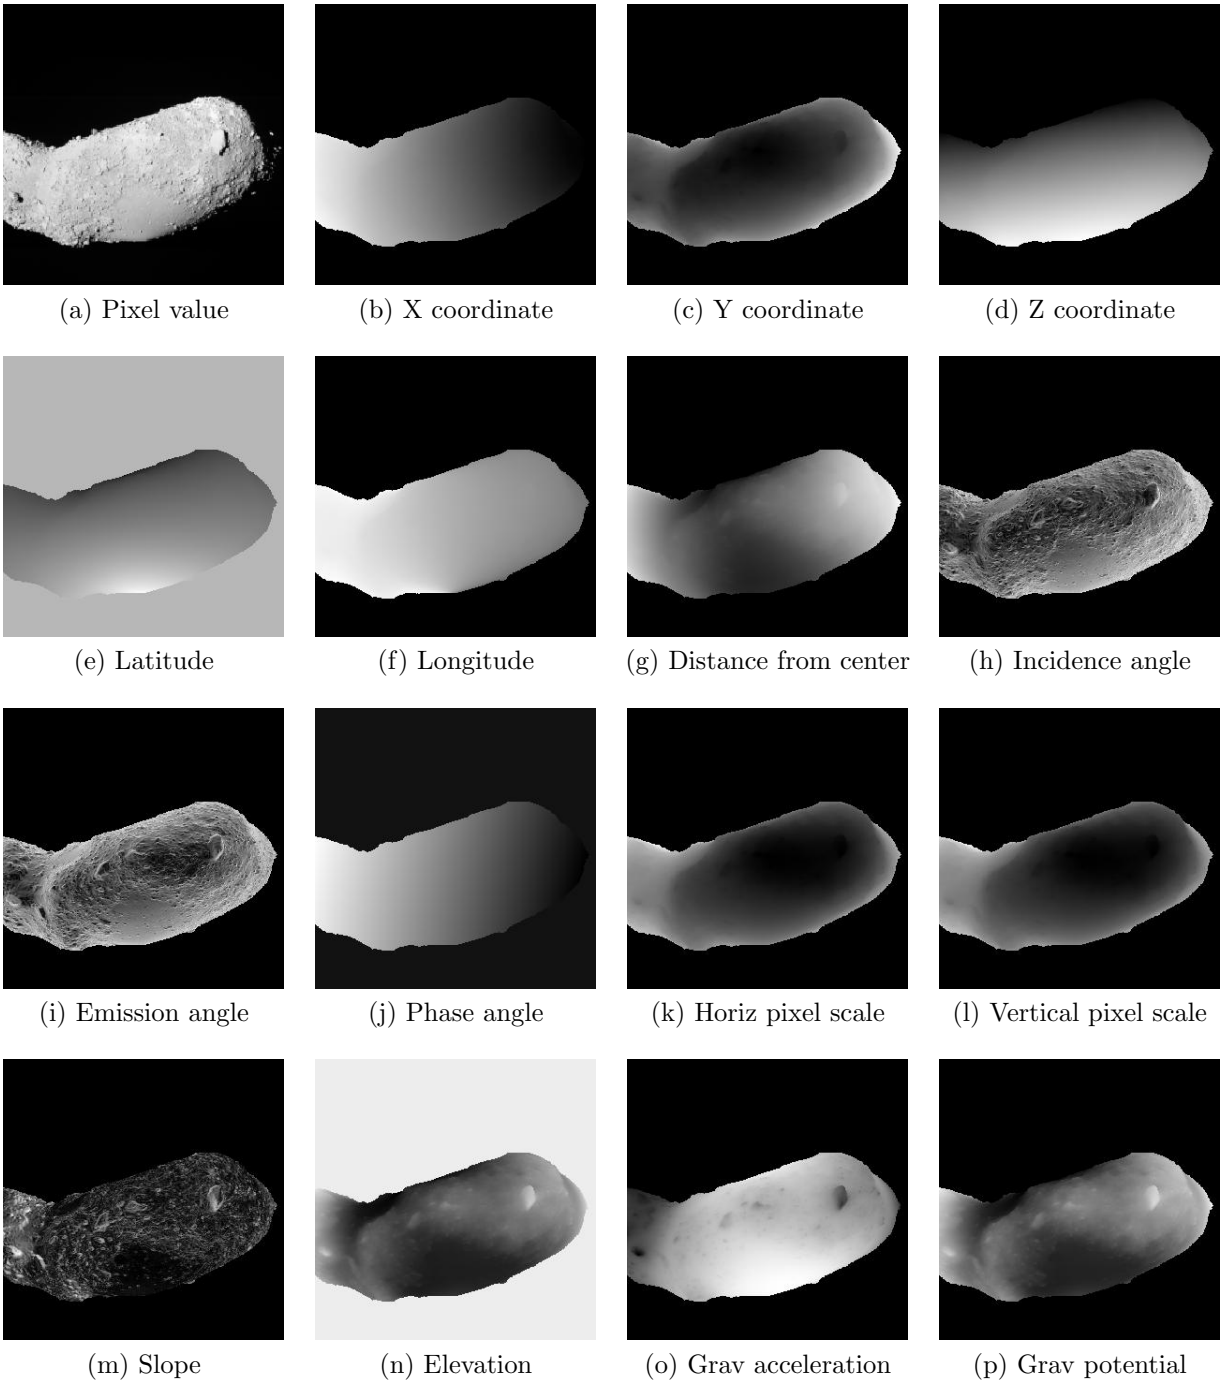 (a) Pixel value
(b) X coordinate
(c) Y coordinate
(d) Z coordinate
(e) Latitude
(f) Longitude
(g) Distance from center
(h) Incidence angle
(i) Emission angle
(j) Phase angle
(k) Horiz pixel scale
(l) Vertical pixel scale
(m) Slope
(n) Elevation
(o) Grav acceleration
(p) Grav potential